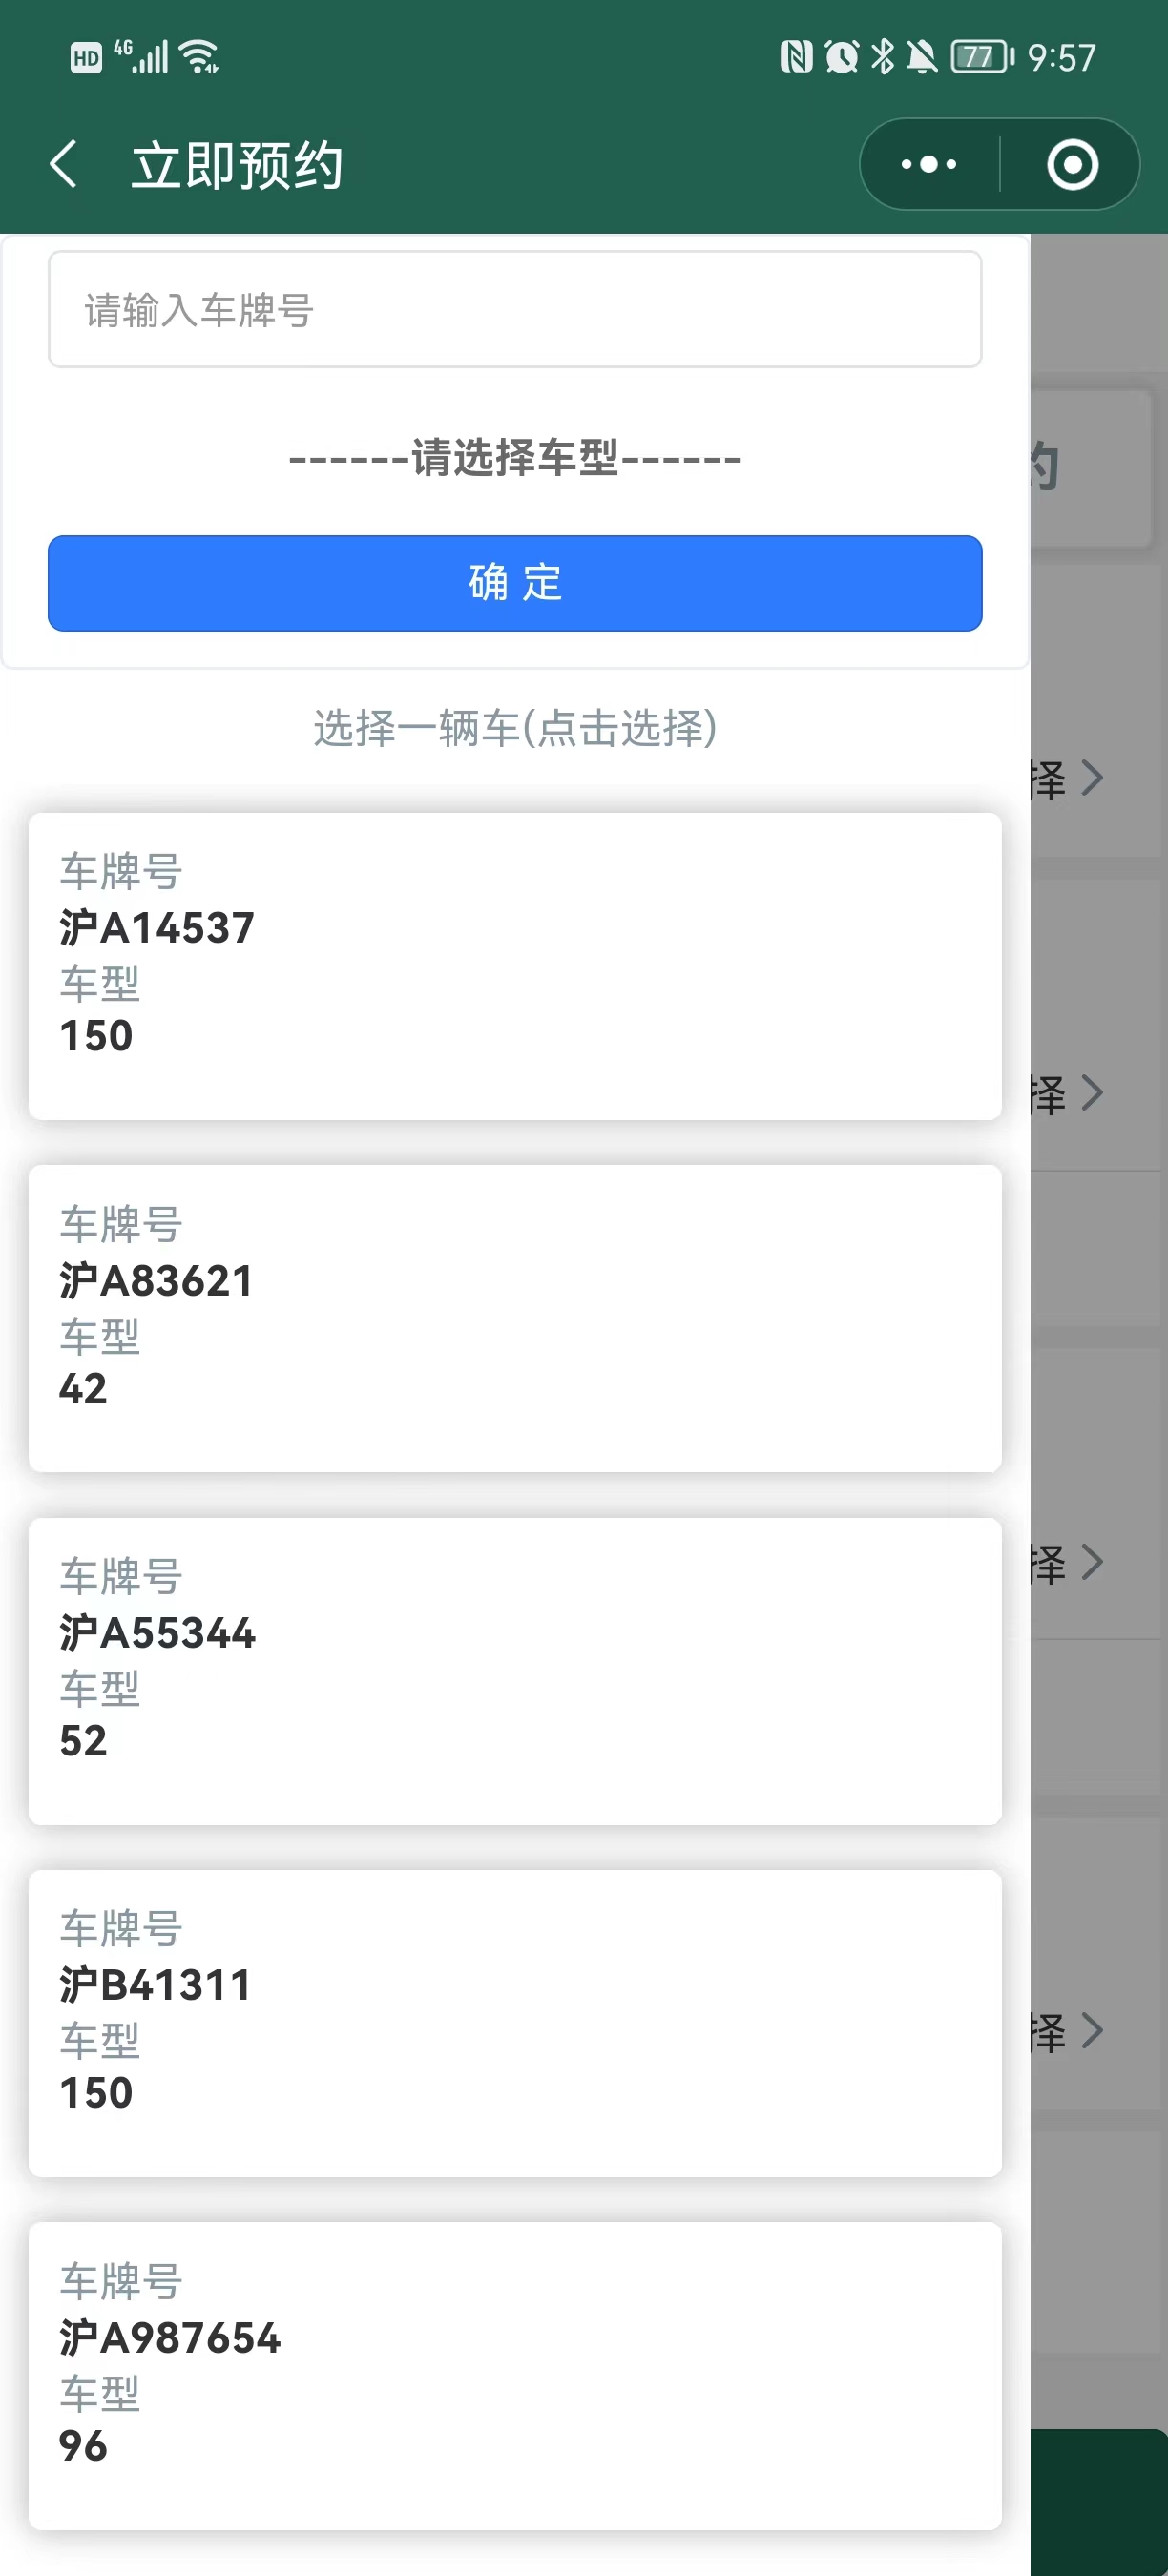 HD 4G 77 9:57
立即预约
请输入车牌号
------请选择车型------
确 定
选择一辆车(点击选择)
择
车牌号
沪A14537
车型
150
择
车牌号
沪A83621
车型
42
择
车牌号
沪A55344
车型
52
择
车牌号
沪B41311
车型
150
车牌号
沪A987654
车型
96